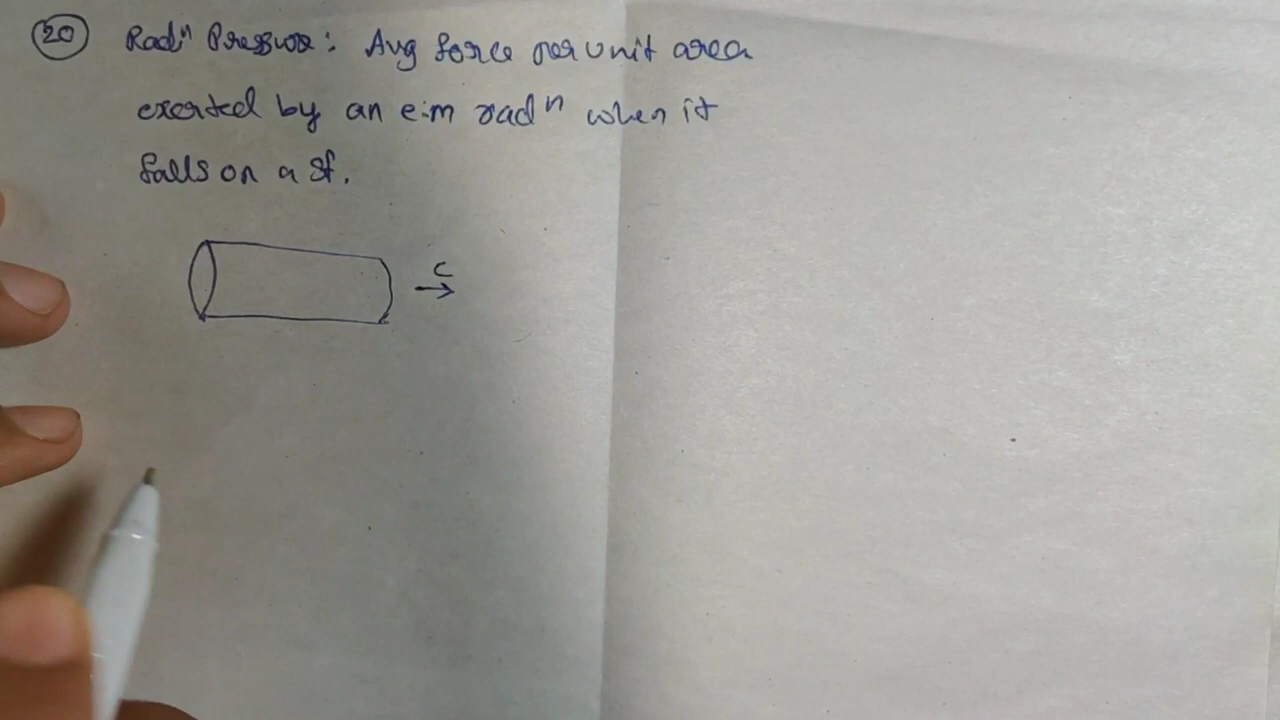 20 Radⁿ Pressure: Avg force per unit area
exerted by an e.m radⁿ when it
falls on a sf.
c